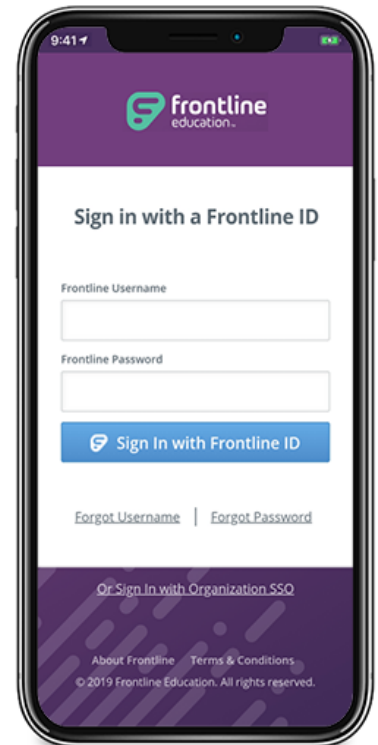 9:41
frontline
education™
Sign in with a Frontline ID
Frontline Username
Frontline Password
Sign In with Frontline ID
Forgot Username | Forgot Password
Or Sign In with Organization SSO
About Frontline Terms & Conditions
© 2019 Frontline Education. All rights reserved.